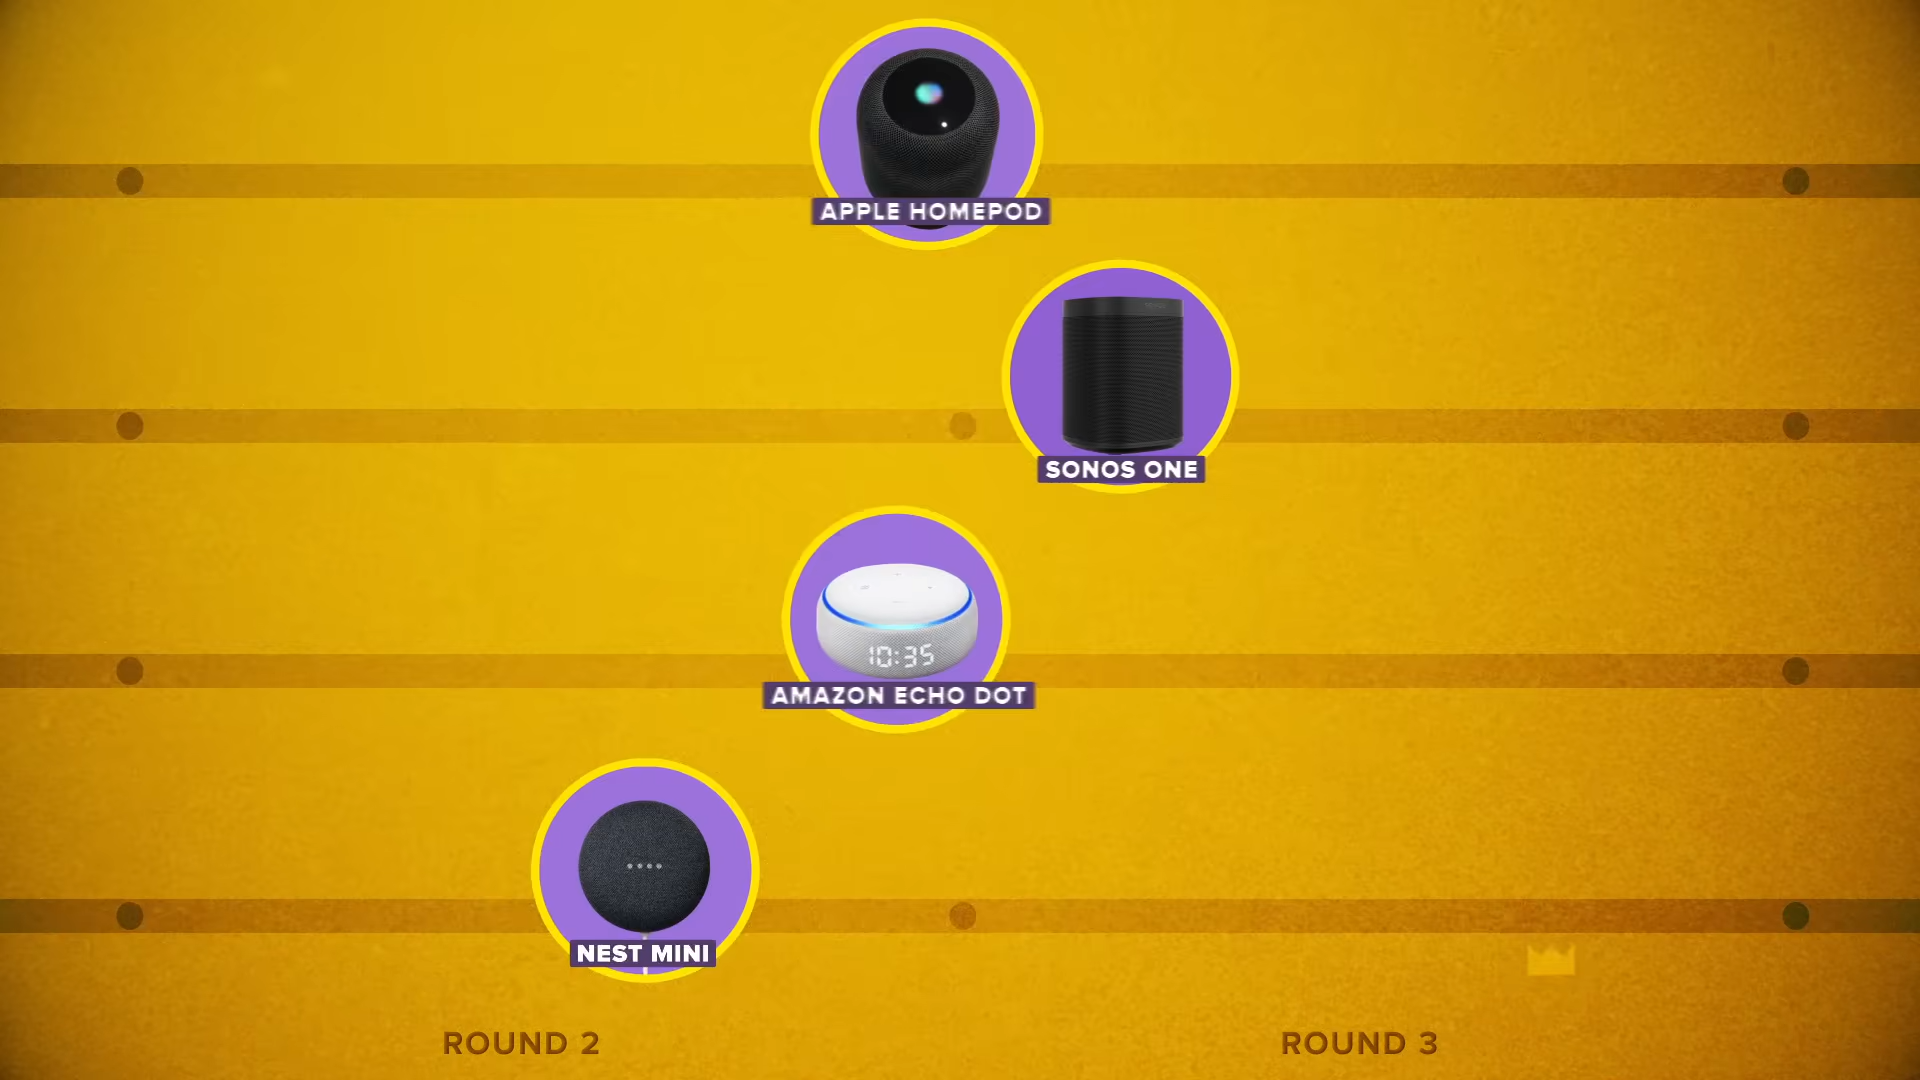 APPLE HOMEPOD
SONOS ONE
10:35
AMAZON ECHO DOT
NEST MINI
ROUND 2
ROUND 3